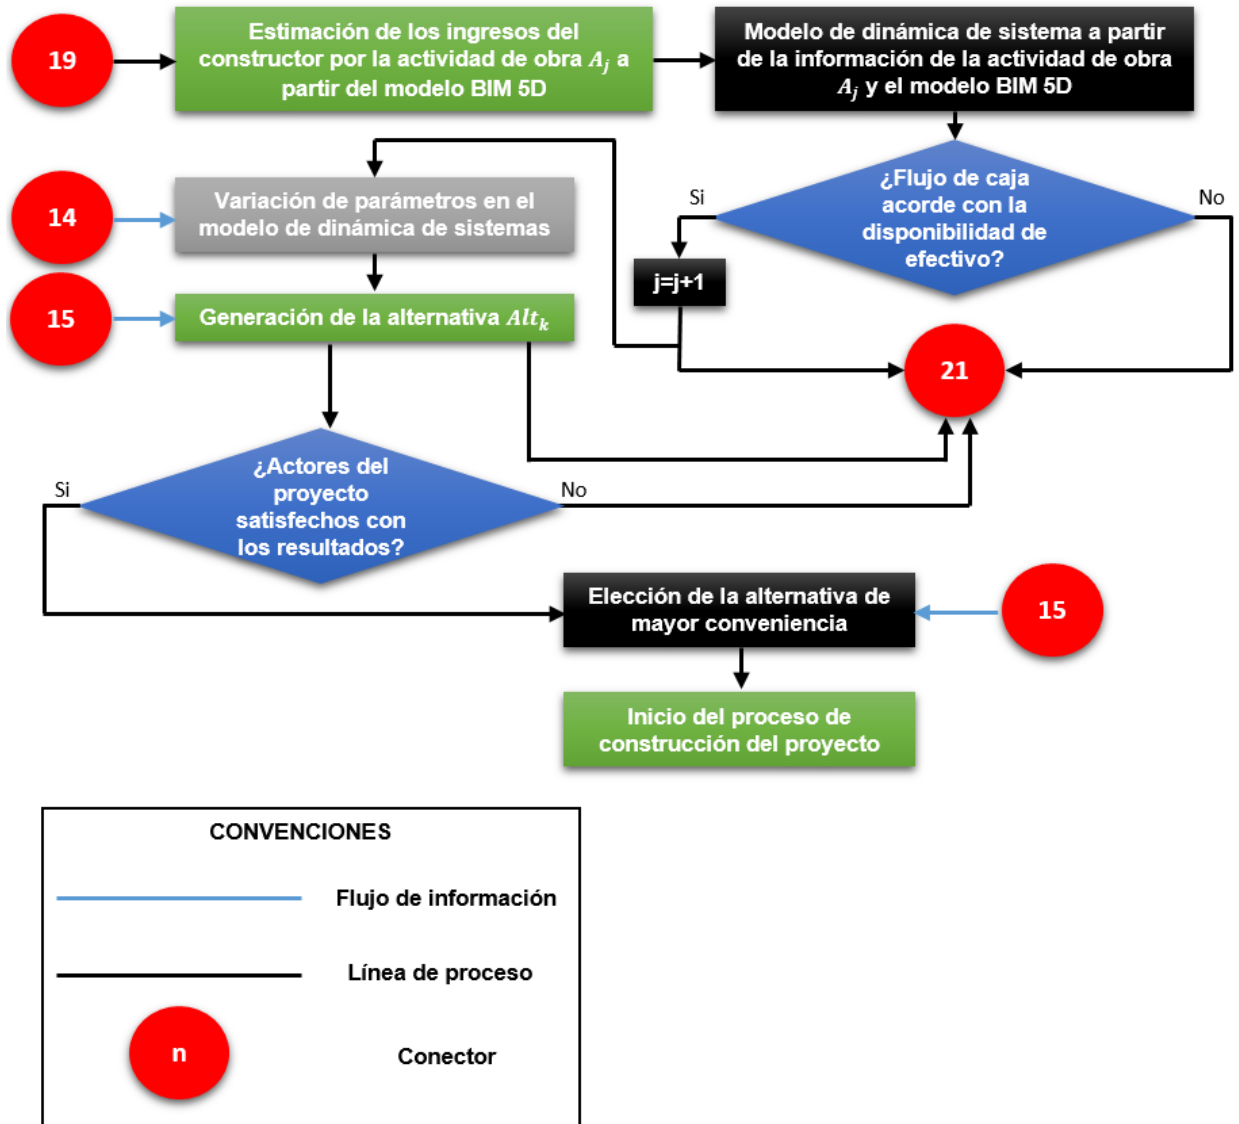 19
Estimación de los ingresos del
constructor por la actividad de obra A_j a
partir del modelo BIM 5D
Modelo de dinámica de sistema a partir
de la información de la actividad de obra
A_j y el modelo BIM 5D
14
Variación de parámetros en el
modelo de dinámica de sistemas
Si
¿Flujo de caja
acorde con la
disponibilidad de
efectivo?
No
j=j+1
15
Generación de la alternativa Alt_k
21
Si
¿Actores del
proyecto
satisfechos con
los resultados?
No
Elección de la alternativa de
mayor conveniencia
15
Inicio del proceso de
construcción del proyecto
CONVENCIONES
Flujo de información
Línea de proceso
n
Conector